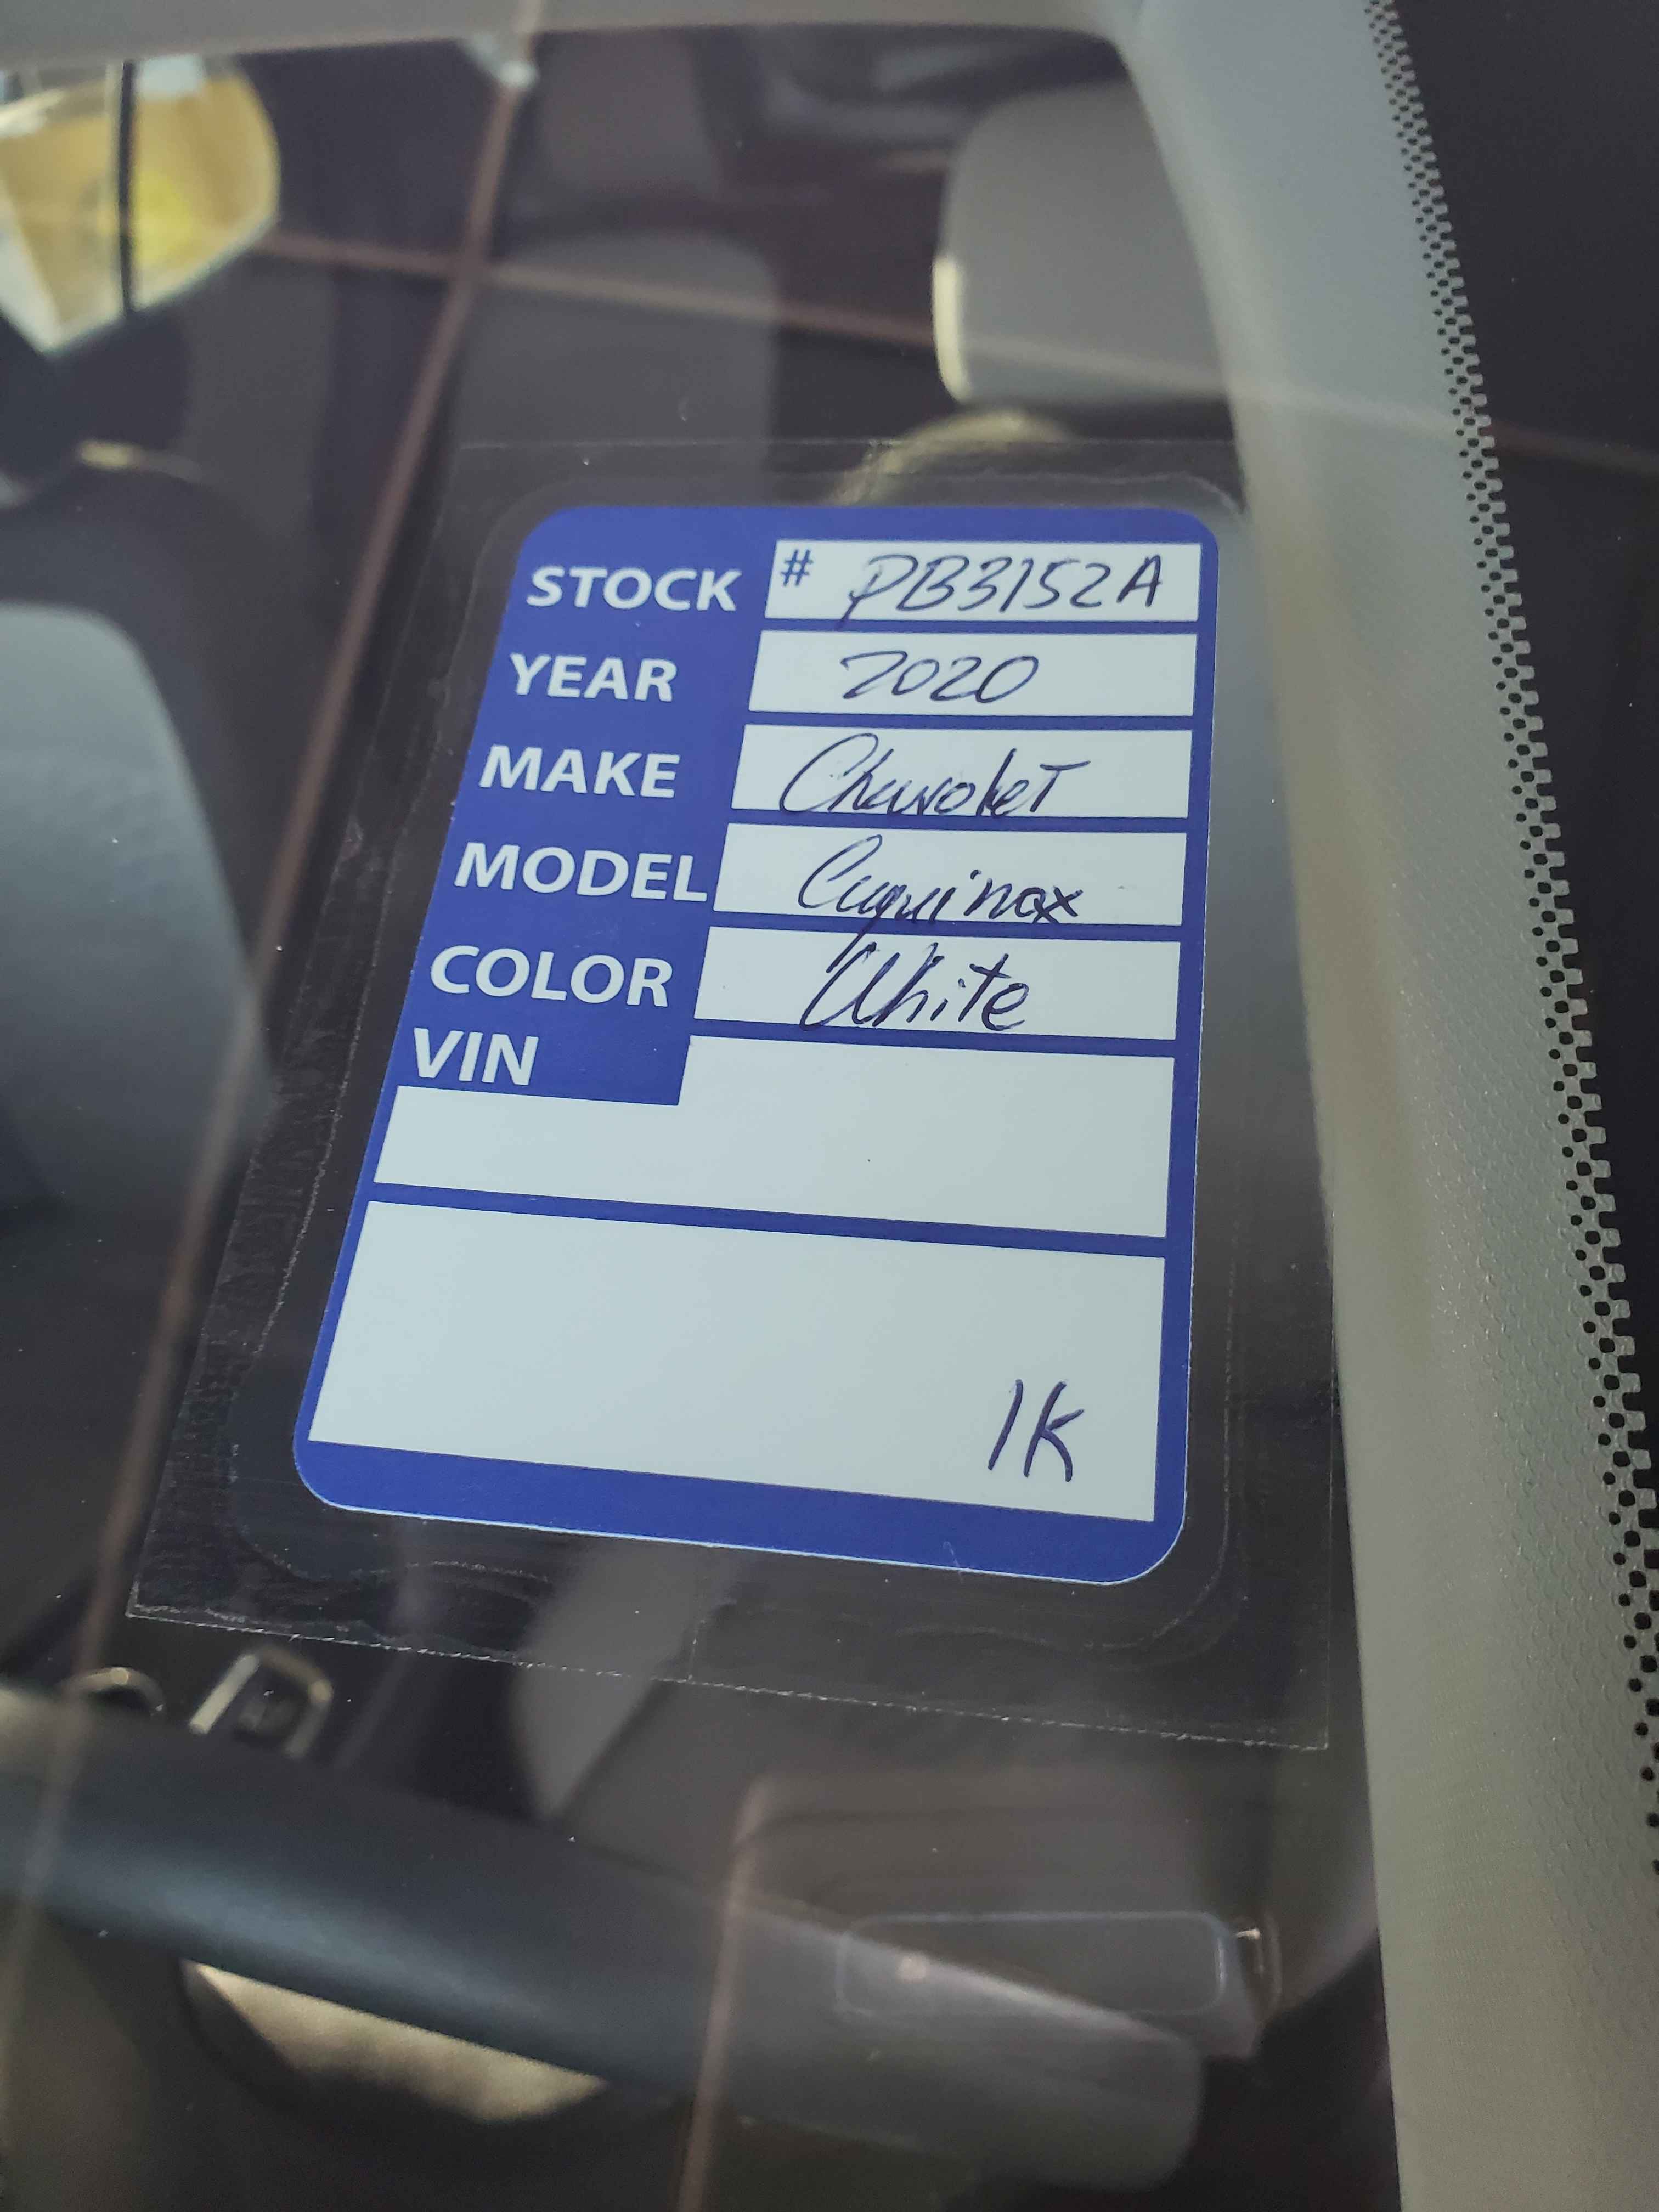 STOCK # PB3152A
YEAR 2020
MAKE Chevrolet
MODEL Equinox
COLOR White
VIN
1K